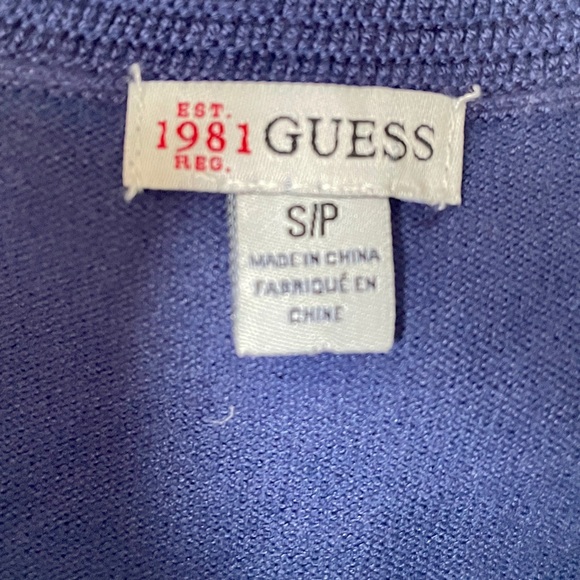 EST.
1981 GUESS
REG.
S/P
MADE IN CHINA
FABRIQUÉ EN
CHINE